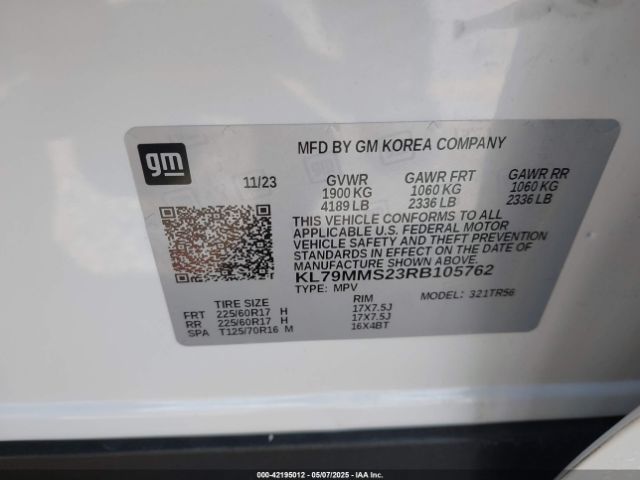 gm
MFD BY GM KOREA COMPANY
11/23 GVWR GAWR FRT GAWR RR
1900 KG 1060 KG 1060 KG
4189 LB 2336 LB 2336 LB
THIS VEHICLE CONFORMS TO ALL
APPLICABLE U.S. FEDERAL MOTOR
VEHICLE SAFETY AND THEFT PREVENTION
STANDARDS IN EFFECT ON THE DATE OF
MANUFACTURE SHOWN ABOVE.
KL79MMS23RB105762
TYPE: MPV MODEL: 321TR56
TIRE SIZE RIM
FRT 225/60R17 H 17X7.5J
RR 225/60R17 H 17X7.5J
SPA T125/70R16 M 16X4BT
000-42195012 - 05/07/2025 - IAA Inc.